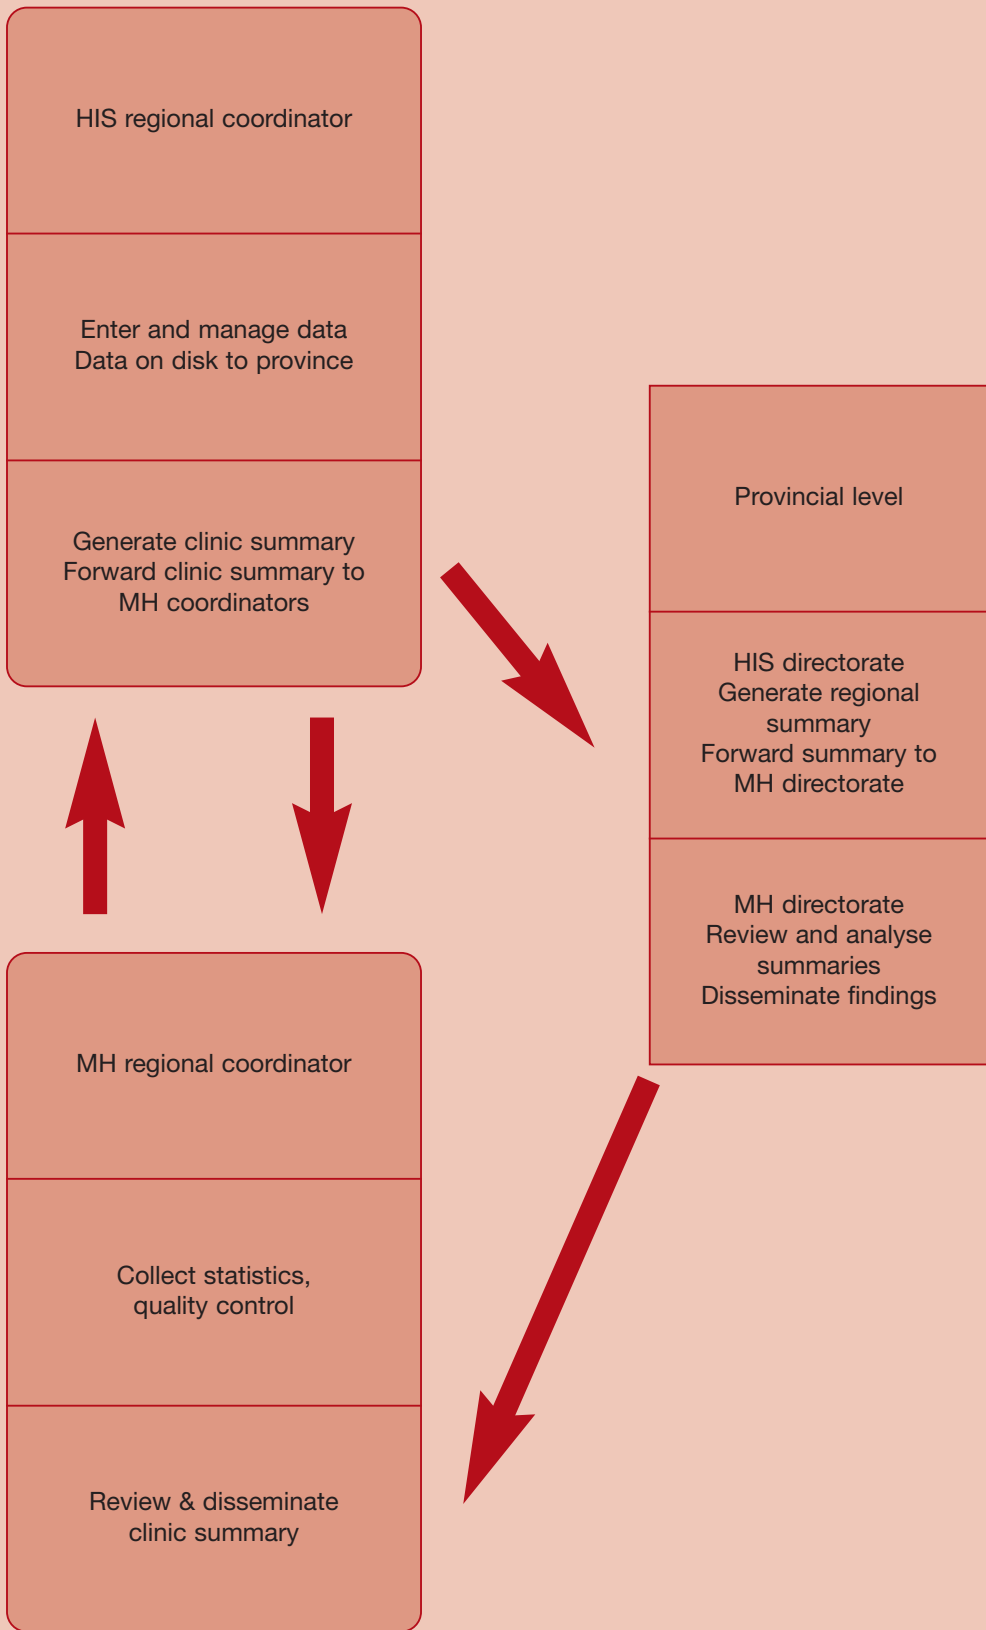 HIS regional coordinator
Enter and manage data
Data on disk to province
Generate clinic summary
Forward clinic summary to
MH coordinators
Provincial level
HIS directorate
Generate regional
summary
Forward summary to
MH directorate
MH directorate
Review and analyse
summaries
Disseminate findings
MH regional coordinator
Collect statistics,
quality control
Review & disseminate
clinic summary